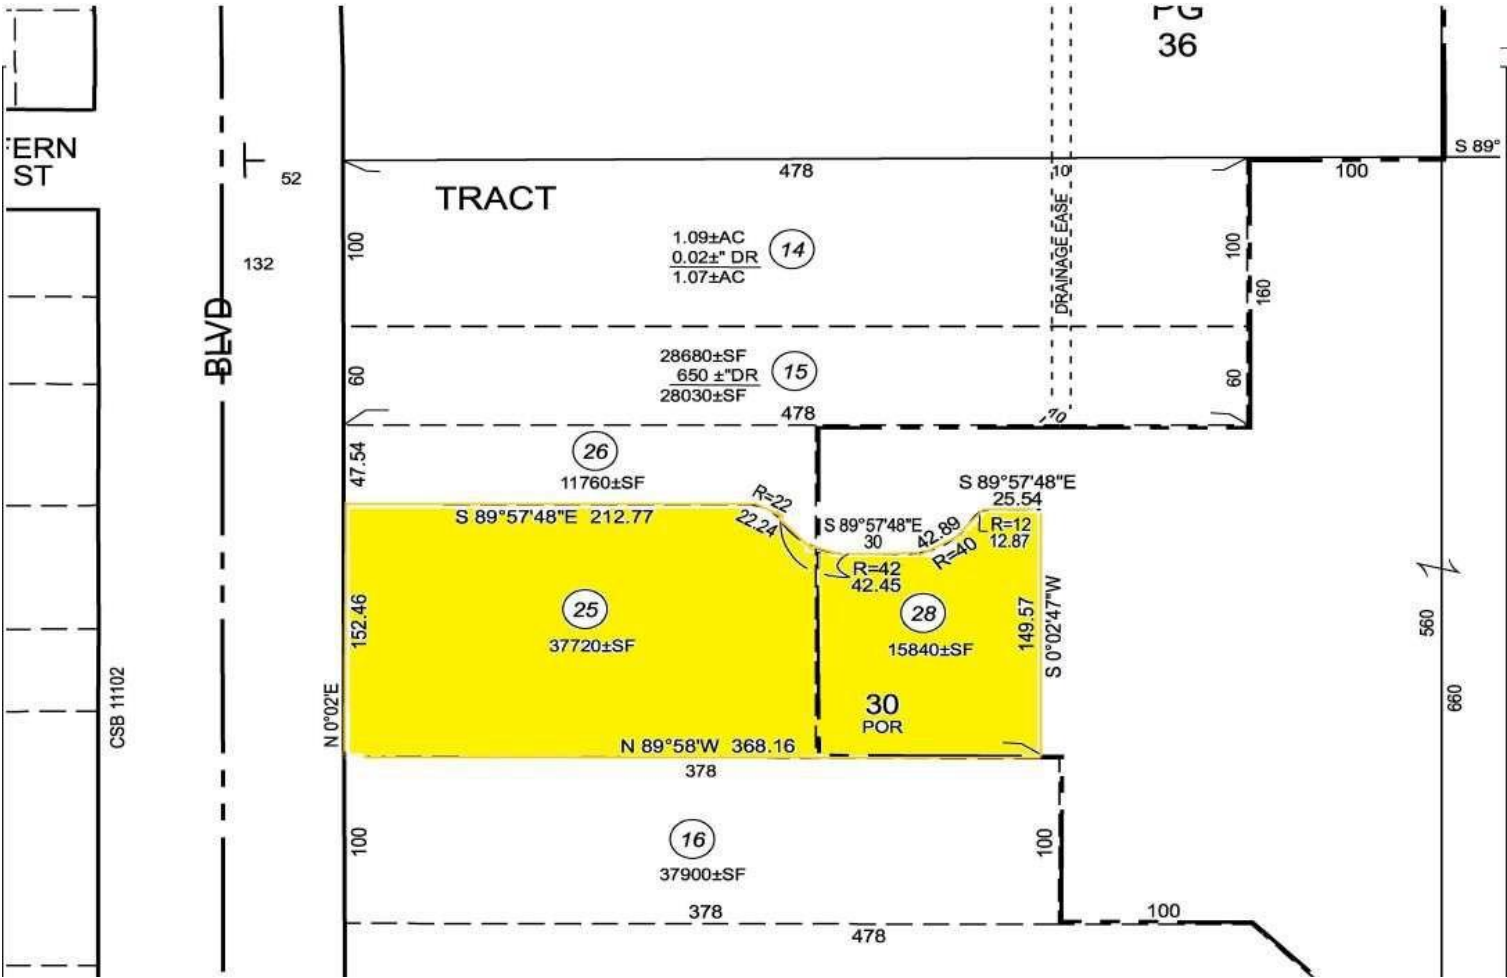 PG
36
FERN
ST
S 89°
52
478
10
100
TRACT
100
1.09±AC
0.02±" DR
1.07±AC
14
DRAINAGE EASE
100
132
160
BLVD
60
28680±SF
650 ±"DR
28030±SF
15
60
478
10
47.54
26
11760±SF
S 89°57'48"E
25.54
S 89°57'48"E 212.77
R=22
22.24
S 89°57'48"E
30
42.89
R=40
R=12
12.87
R=42
42.45
152.46
25
37720±SF
28
15840±SF
149.57
S 0°02'47"W
560
660
CSB 11102
N 0°02'E
30
POR
N 89°58'W 368.16
378
100
16
37900±SF
100
378
478
100